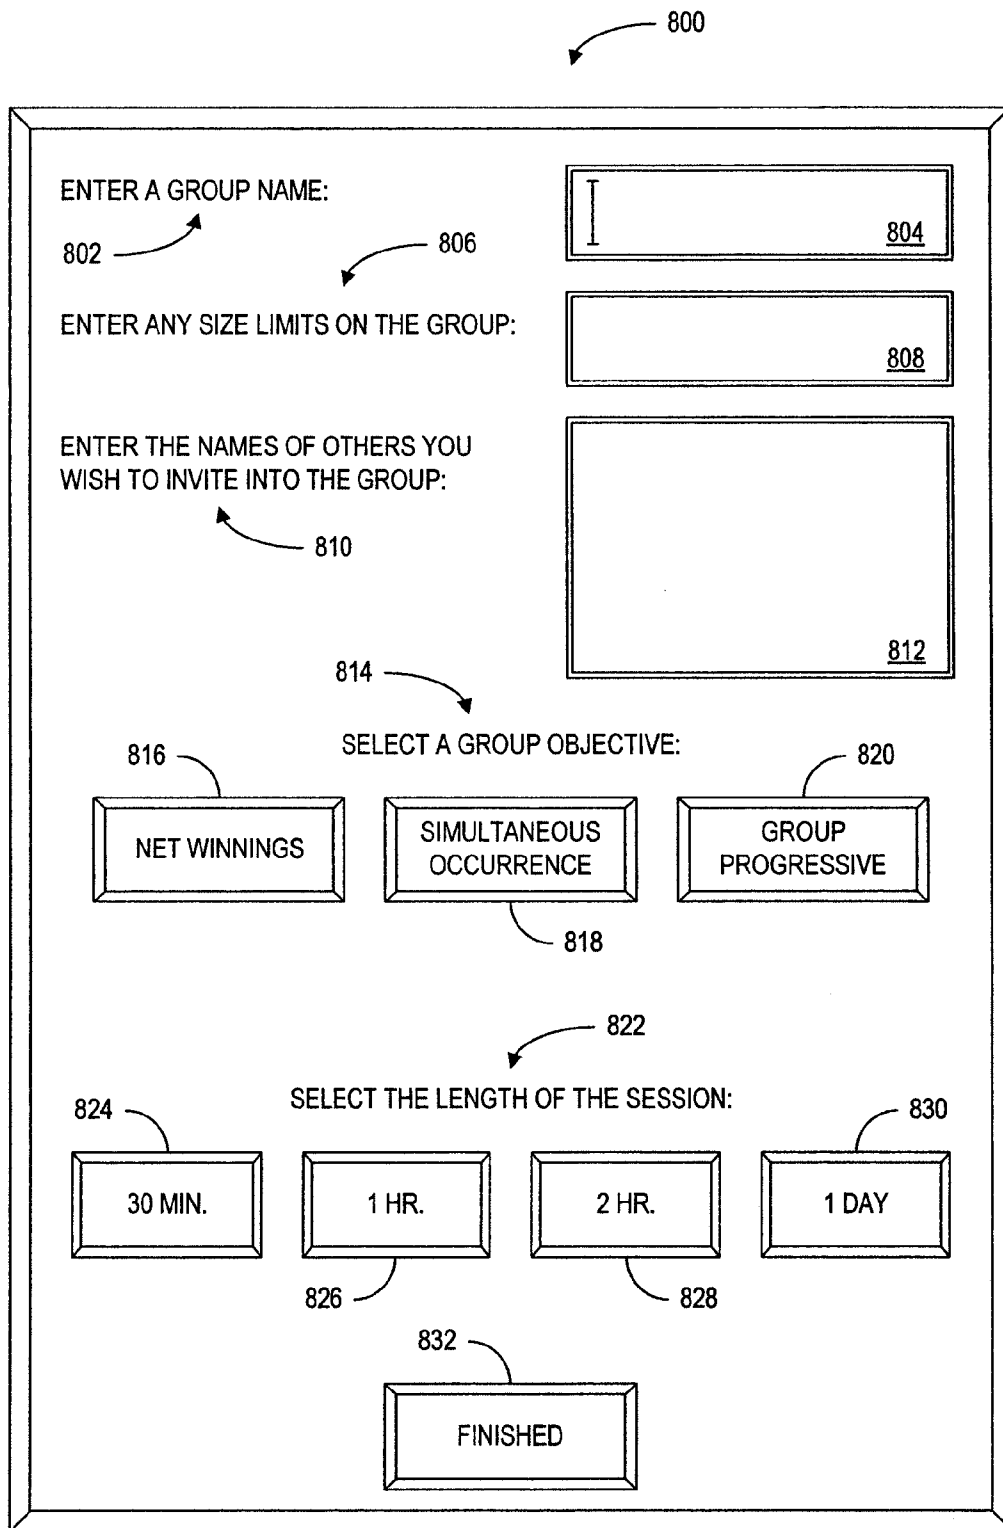 800
ENTER A GROUP NAME:
804
802
806
ENTER ANY SIZE LIMITS ON THE GROUP:
808
ENTER THE NAMES OF OTHERS YOU
WISH TO INVITE INTO THE GROUP:
810
812
814
SELECT A GROUP OBJECTIVE:
816
820
NET WINNINGS
SIMULTANEOUS
OCCURRENCE
GROUP
PROGRESSIVE
818
822
SELECT THE LENGTH OF THE SESSION:
824
830
30 MIN.
1 HR.
2 HR.
1 DAY
826
828
832
FINISHED